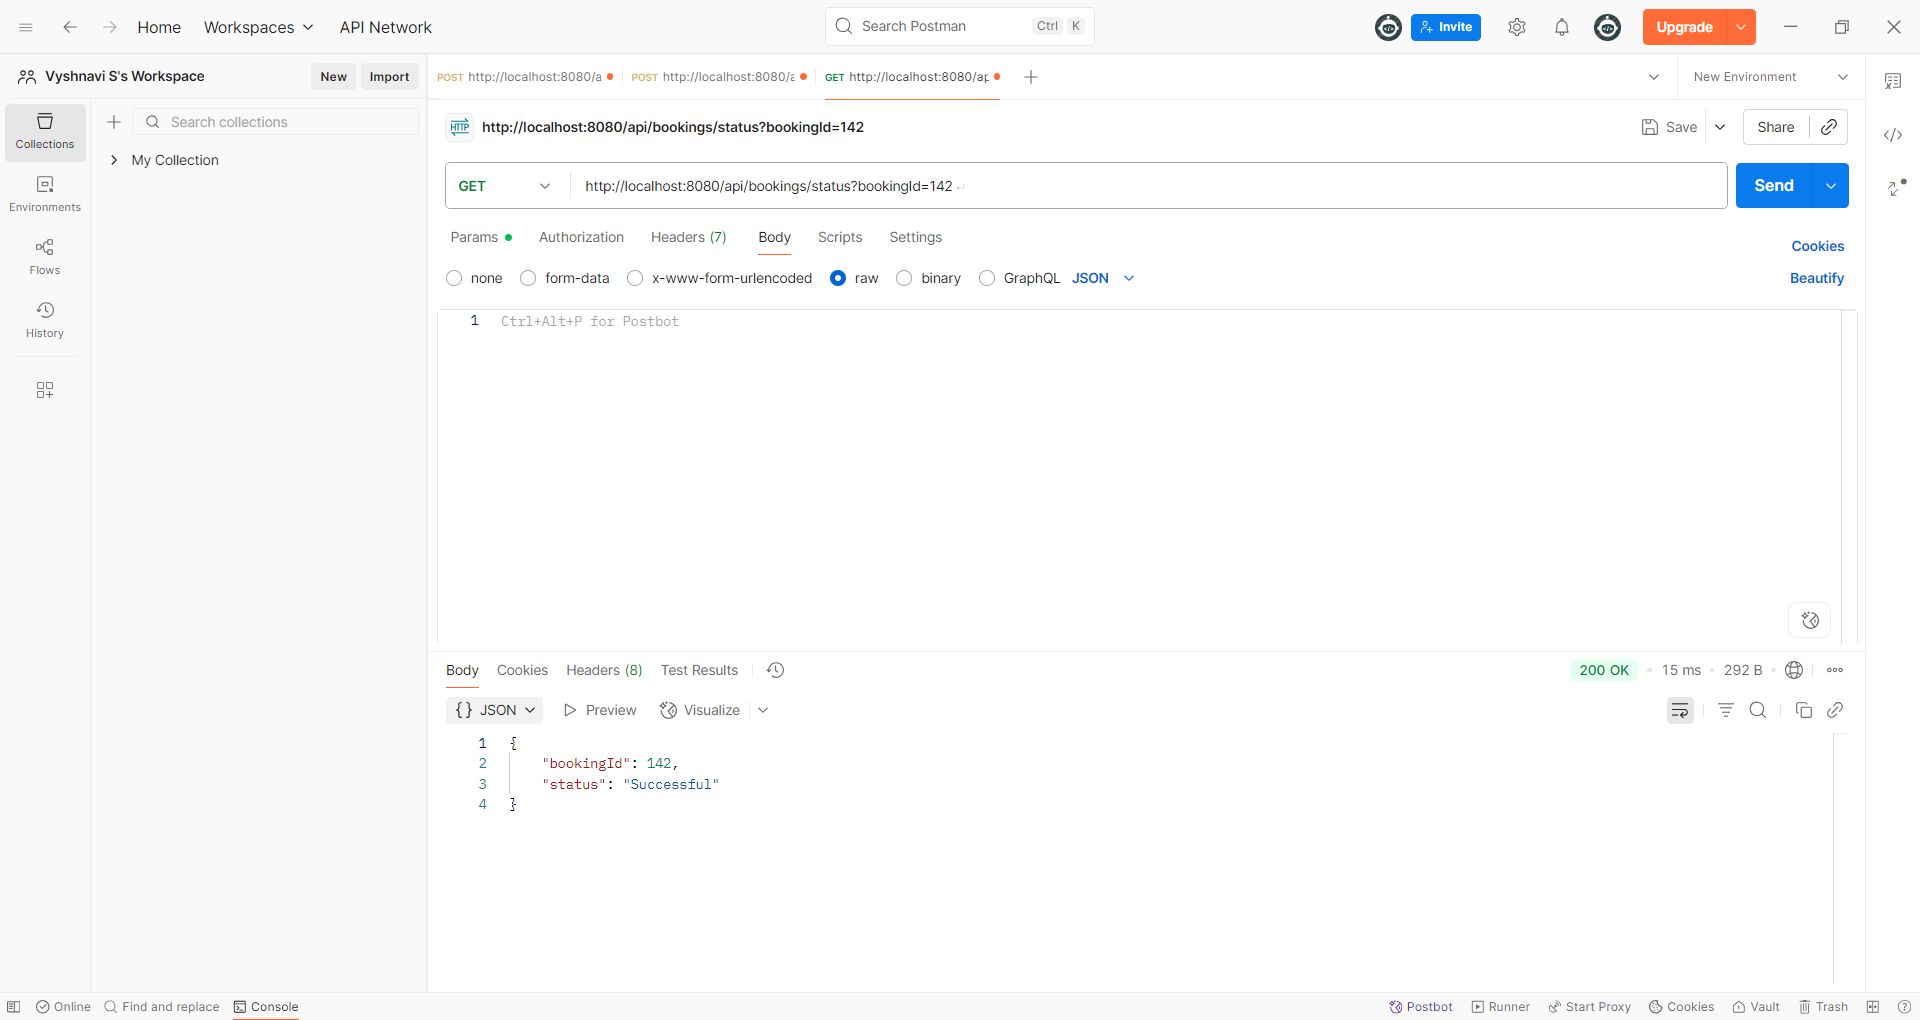 Home Workspaces API Network Search Postman Ctrl K Invite Upgrade
Vyshnavi S's Workspace New Import POST http://localhost:8080/a POST http://localhost:8080/a GET http://localhost:8080/ap New Environment
Collections
Search collections
My Collection
HTTP http://localhost:8080/api/bookings/status?bookingId=142 Save Share
GET http://localhost:8080/api/bookings/status?bookingId=142 Send
Environments
Params Authorization Headers (7) Body Scripts Settings Cookies
Flows
none form-data x-www-form-urlencoded raw binary GraphQL JSON Beautify
History
1 Ctrl+Alt+P for Postbot
Body Cookies Headers (8) Test Results 200 OK 15 ms 292 B
{} JSON Preview Visualize
1 {
2 "bookingId": 142,
3 "status": "Successful"
4 }
Online Find and replace Console Postbot Runner Start Proxy Cookies Vault Trash